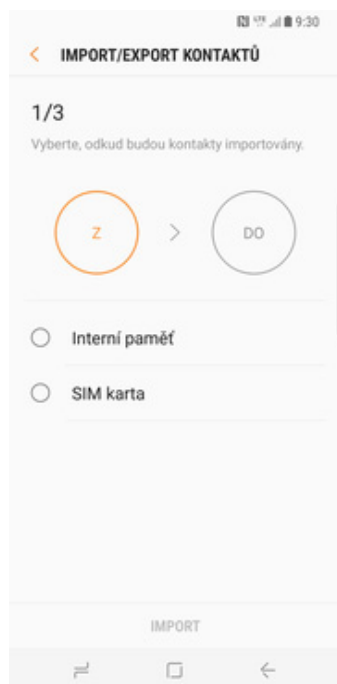 9:30
IMPORT/EXPORT KONTAKTŮ
1/3
Vyberte, odkud budou kontakty importovány.
Z > DO
Interní paměť
SIM karta
IMPORT